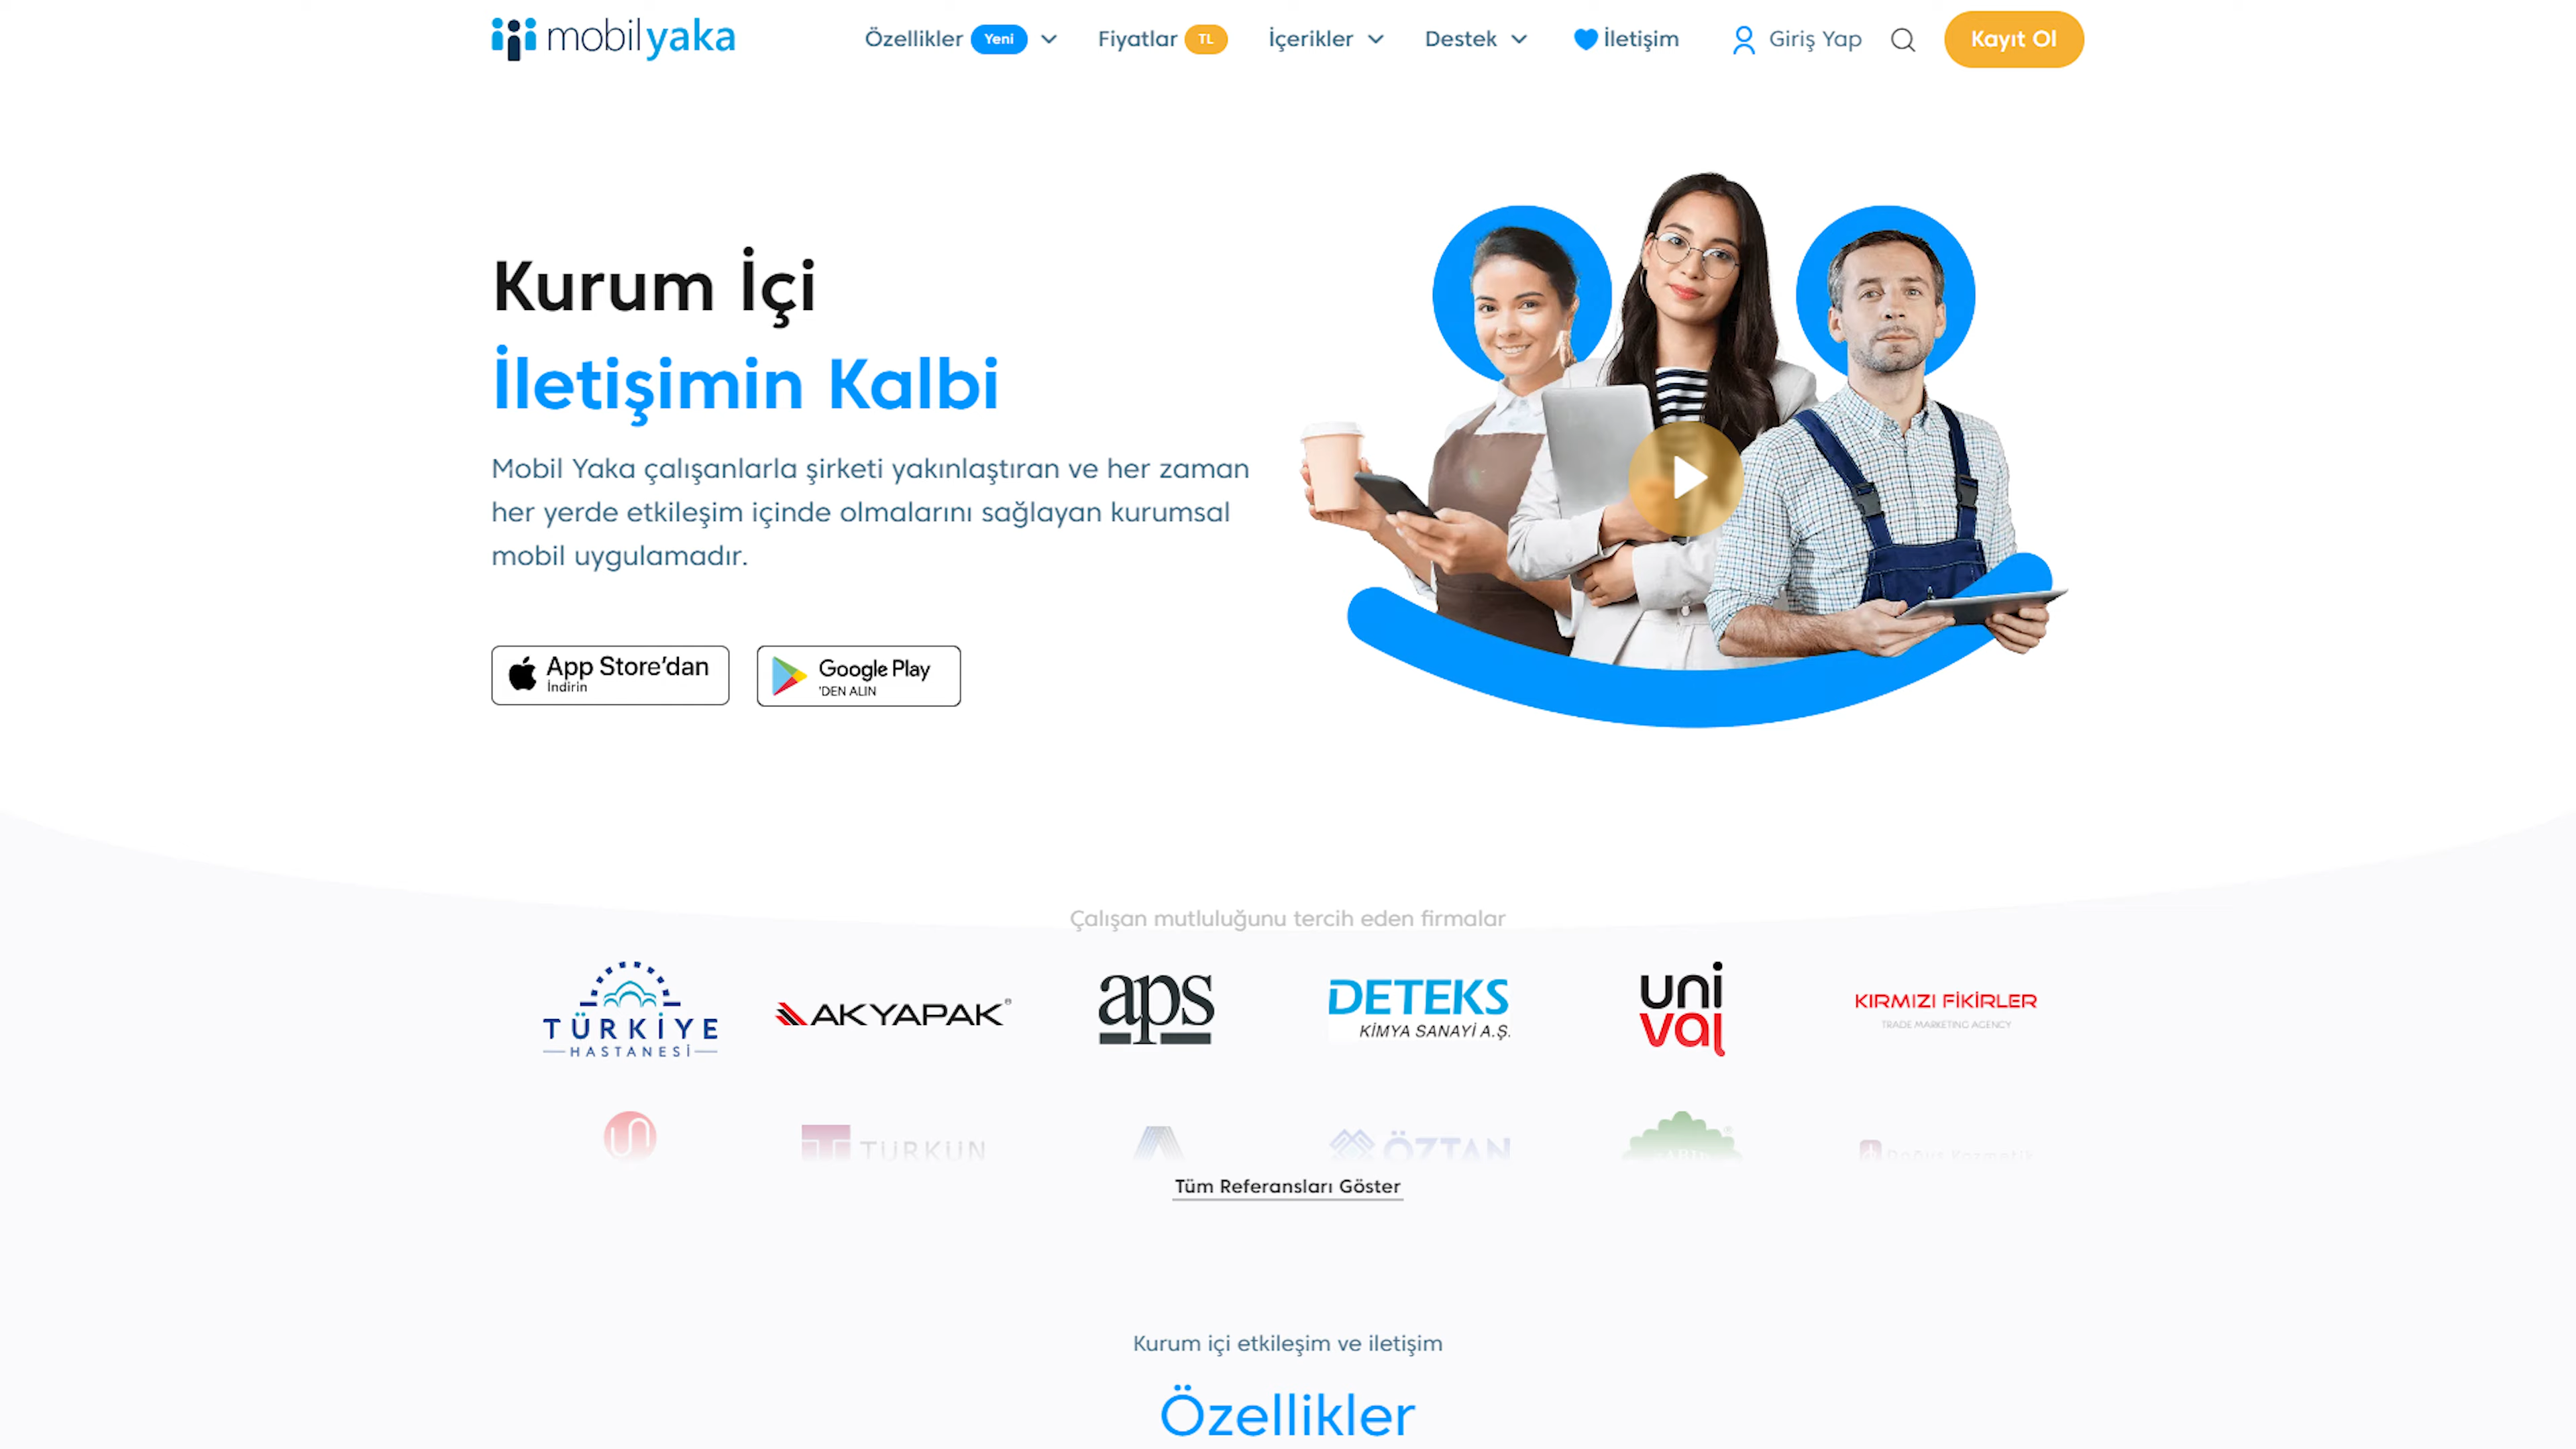 mobilyaka
Özellikler Yeni
Fiyatlar TL
İçerikler
Destek
İletişim
Giriş Yap
Kayıt Ol
Kurum İçi
İletişimin Kalbi
Mobil Yaka çalışanlarla şirketi yakınlaştıran ve her zaman
her yerde etkileşim içinde olmalarını sağlayan kurumsal
mobil uygulamadır.
App Store'dan
İndirin
Google Play
'DEN ALIN
Çalışan mutluluğunu tercih eden firmalar
TÜRKİYE
HASTANESİ
AKYAPAK®
aps
DETEKS
KİMYA SANAYİ A.Ş.
uni
val
KIRMIZI FİKİRLER
TRADE MARKETING AGENCY
TÜRKÜN
ÖZTAN
Tüm Referansları Göster
Kurum içi etkileşim ve iletişim
Özellikler